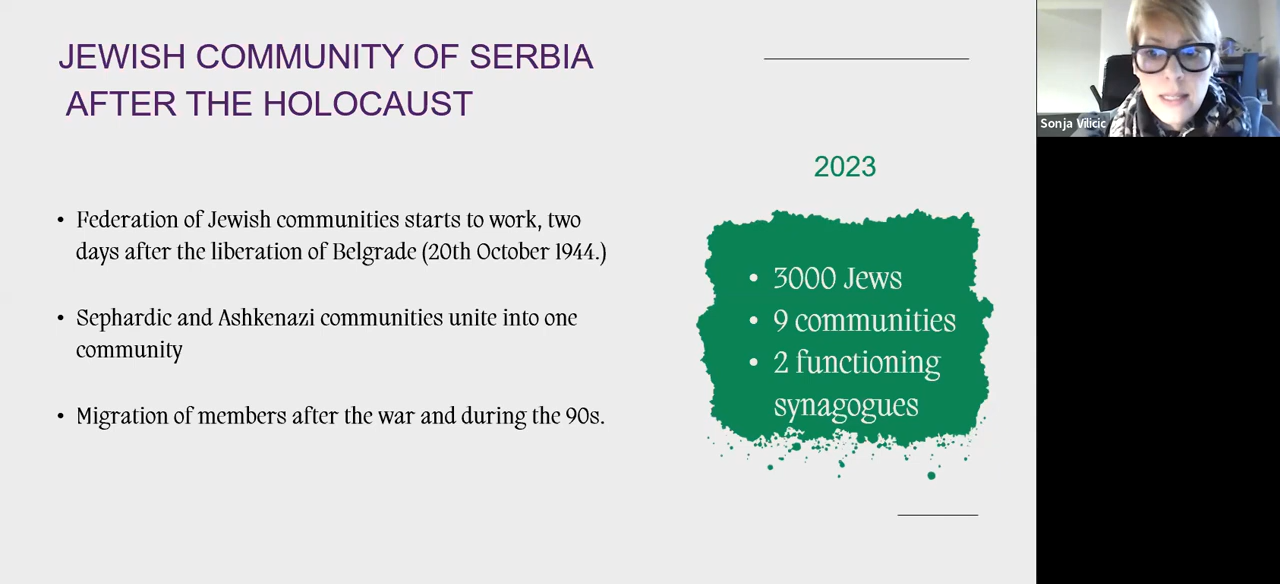 JEWISH COMMUNITY OF SERBIA
AFTER THE HOLOCAUST
• Federation of Jewish communities starts to work, two
days after the liberation of Belgrade (20th October 1944.)
• Sephardic and Ashkenazi communities unite into one
community
• Migration of members after the war and during the 90s.
2023
• 3000 Jews
• 9 communities
• 2 functioning
synagogues
Sonja Vilicic